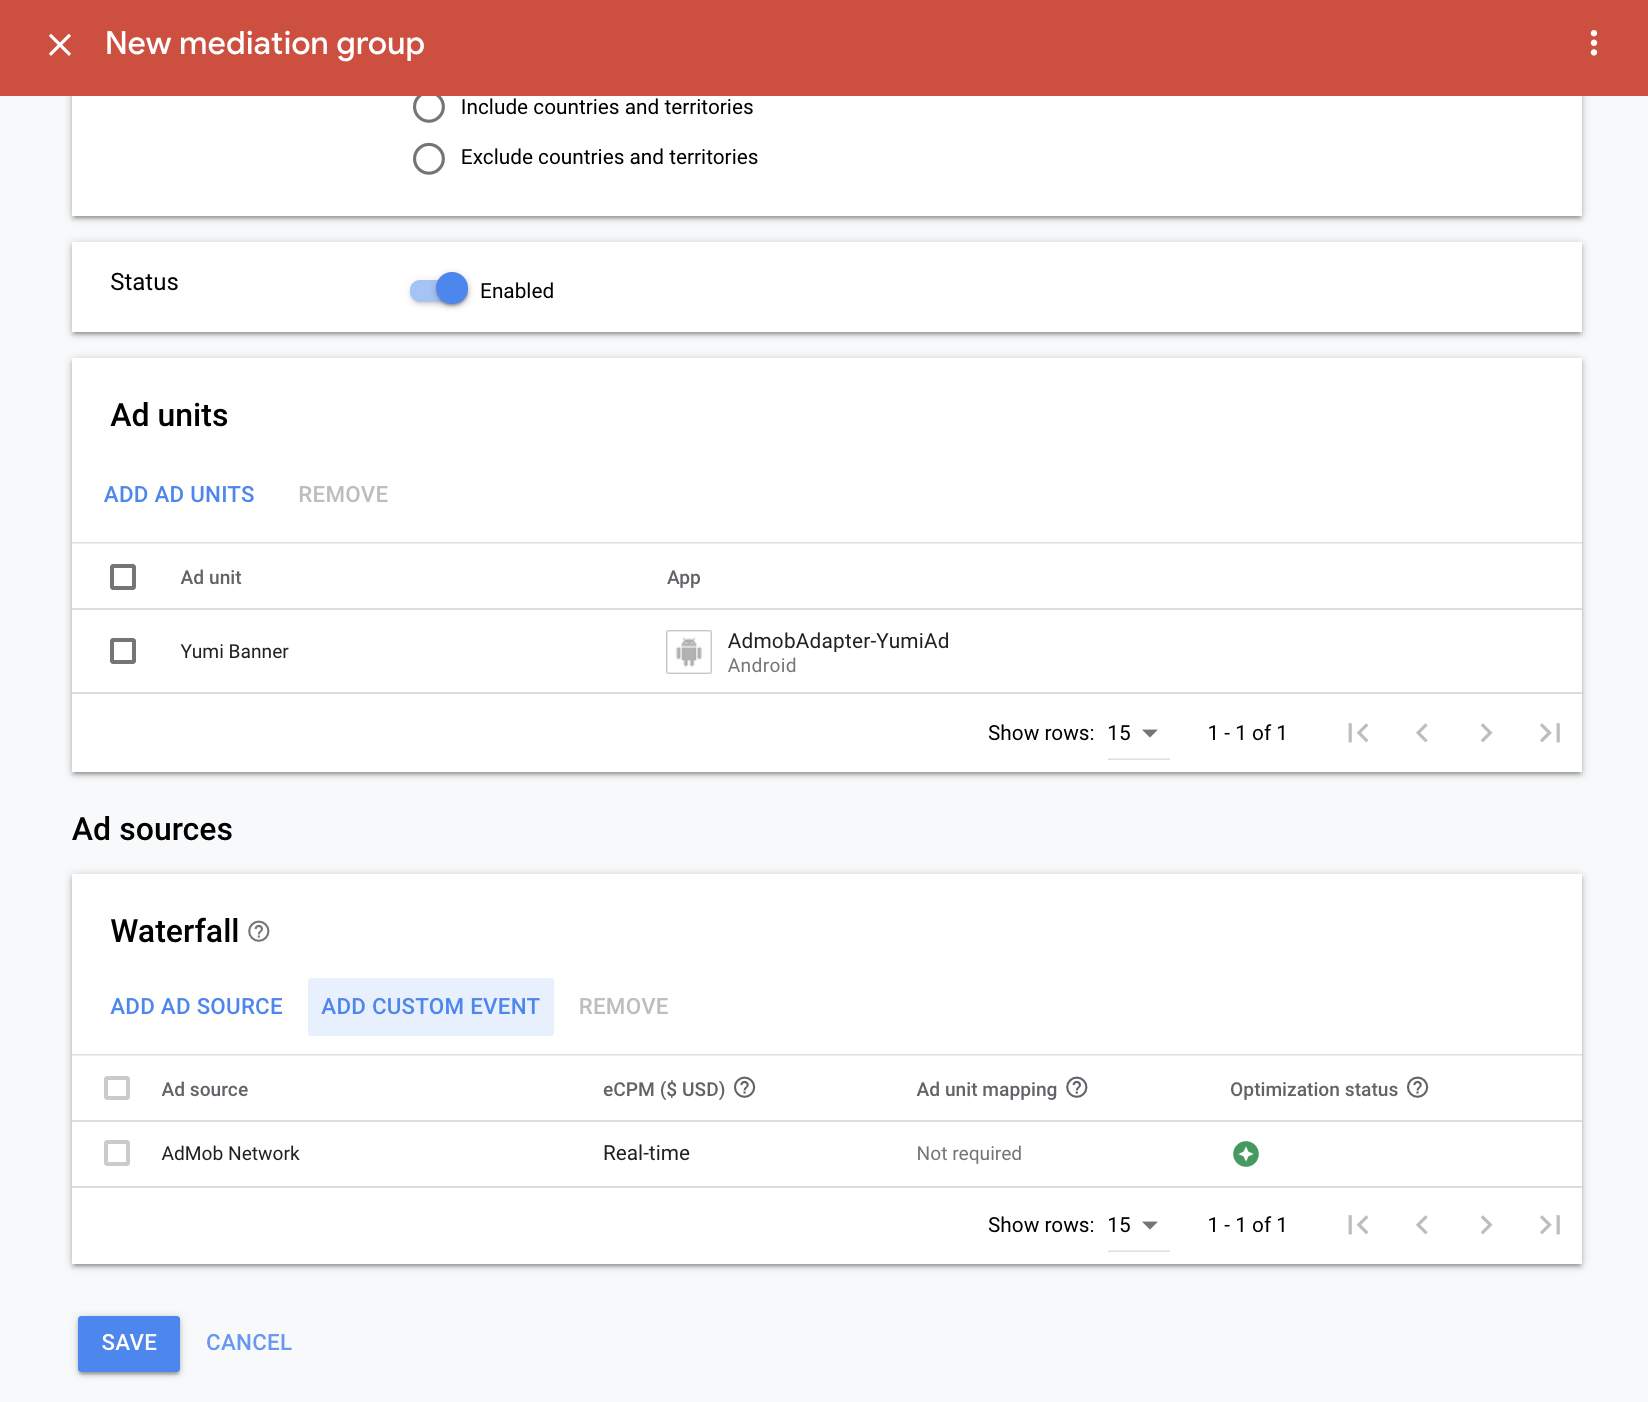 New mediation group
Include countries and territories
Exclude countries and territories
Status
Enabled
Ad units
ADD AD UNITS REMOVE
Ad unit App
Yumi Banner AdmobAdapter-YumiAd
Android
Show rows: 15 1 - 1 of 1
Ad sources
Waterfall
ADD AD SOURCE ADD CUSTOM EVENT REMOVE
Ad source eCPM ($ USD) Ad unit mapping Optimization status
AdMob Network Real-time Not required
Show rows: 15 1 - 1 of 1
SAVE CANCEL